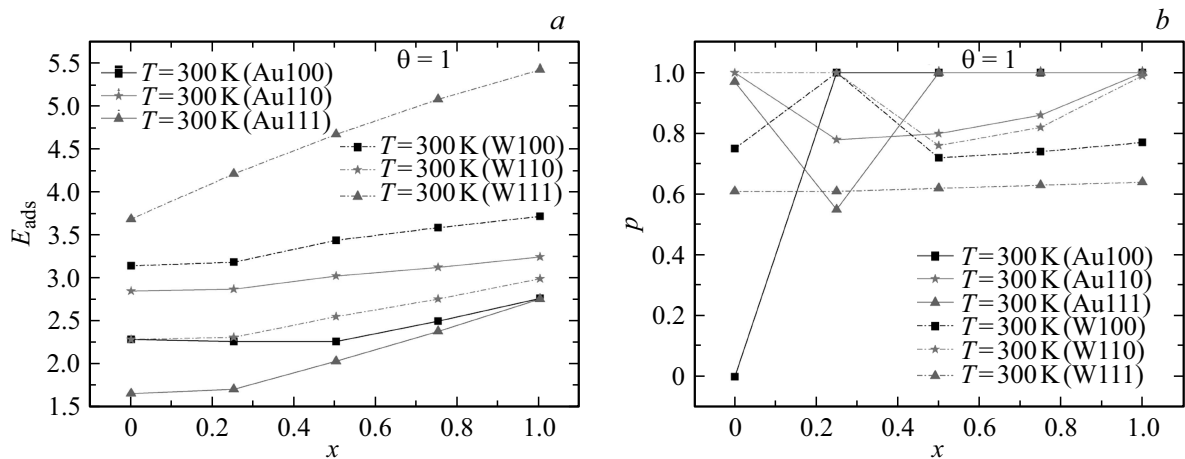 a
θ = 1
5.5
5.0
4.5
4.0
3.5
3.0
2.5
2.0
1.5
E_ads
T = 300 K (Au100)
T = 300 K (Au110)
T = 300 K (Au111)
T = 300 K (W100)
T = 300 K (W110)
T = 300 K (W111)
0 0.2 0.4 0.6 0.8 1.0
x
b
θ = 1
1.0
0.8
0.6
0.4
0.2
0
p
T = 300 K (Au100)
T = 300 K (Au110)
T = 300 K (Au111)
T = 300 K (W100)
T = 300 K (W110)
T = 300 K (W111)
0 0.2 0.4 0.6 0.8 1.0
x